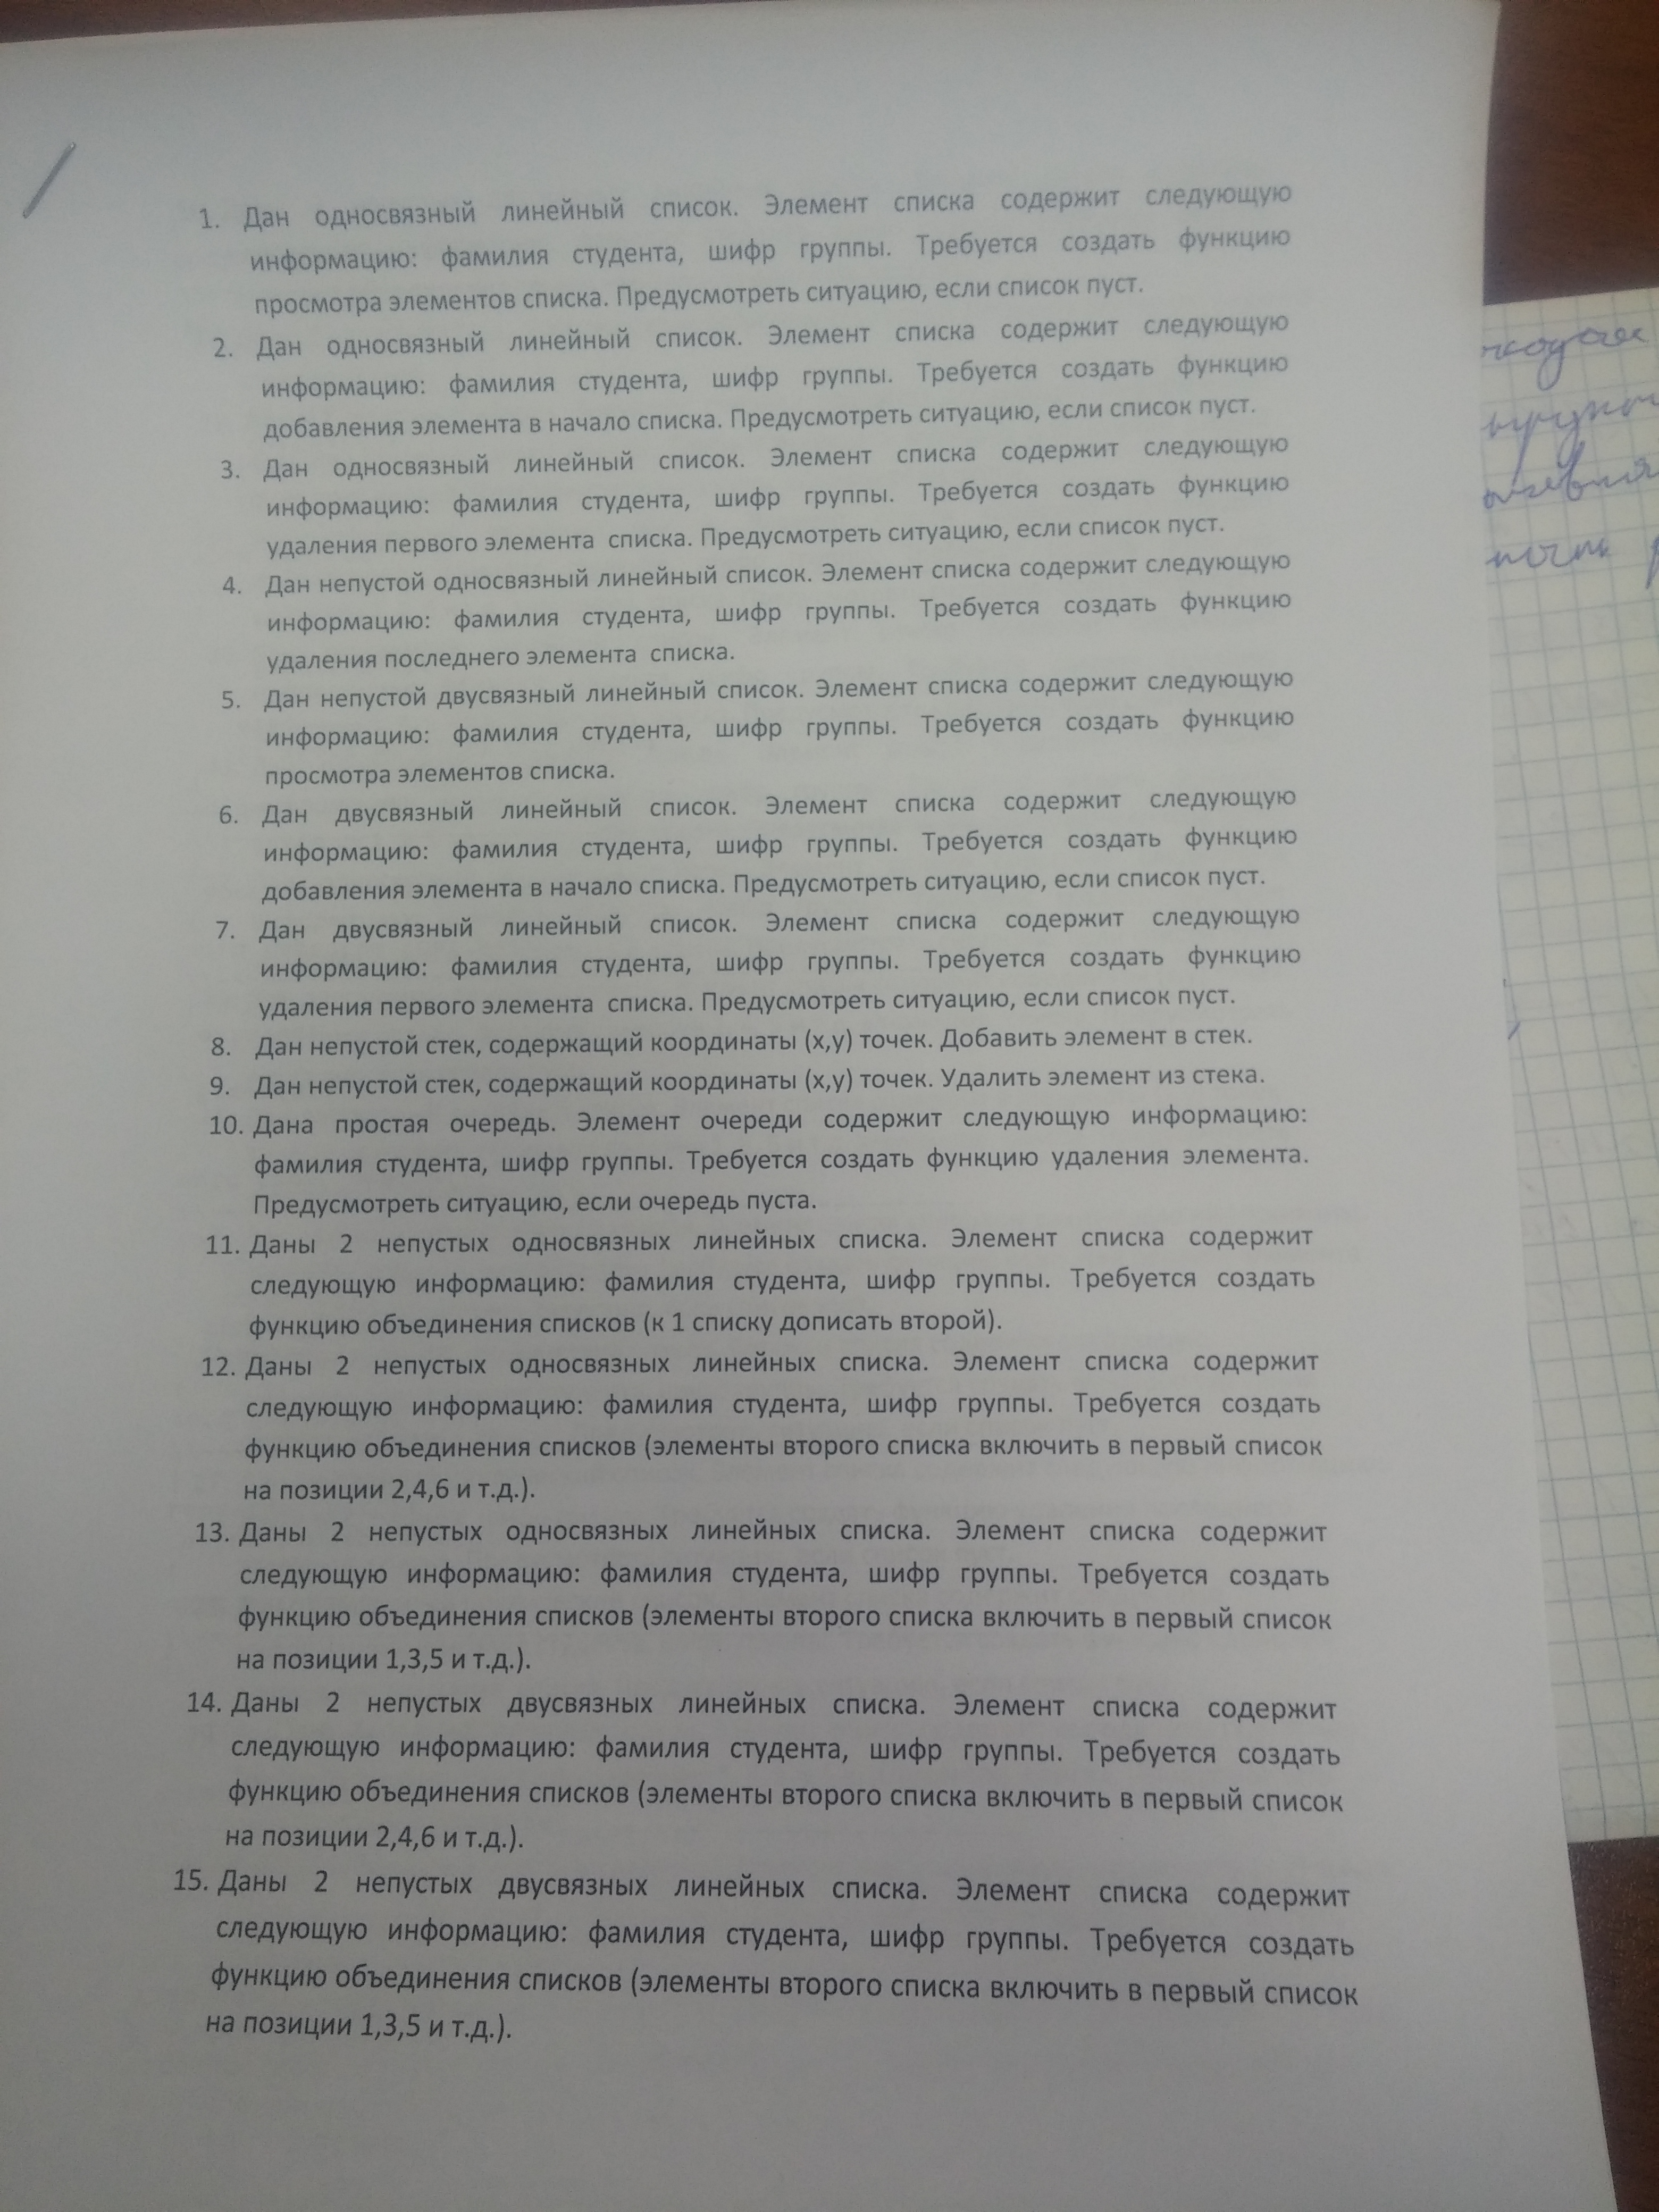 1. Дан односвязный линейный список. Элемент списка содержит следующую
информацию: фамилия студента, шифр группы. Требуется создать функцию
просмотра элементов списка. Предусмотреть ситуацию, если список пуст.
2. Дан односвязный линейный список. Элемент списка содержит следующую
информацию: фамилия студента, шифр группы. Требуется создать функцию
добавления элемента в начало списка. Предусмотреть ситуацию, если список пуст.
3. Дан односвязный линейный список. Элемент списка содержит следующую
информацию: фамилия студента, шифр группы. Требуется создать функцию
удаления первого элемента списка. Предусмотреть ситуацию, если список пуст.
4. Дан непустой односвязный линейный список. Элемент списка содержит следующую
информацию: фамилия студента, шифр группы. Требуется создать функцию
удаления последнего элемента списка.
5. Дан непустой двусвязный линейный список. Элемент списка содержит следующую
информацию: фамилия студента, шифр группы. Требуется создать функцию
просмотра элементов списка.
6. Дан двусвязный линейный список. Элемент списка содержит следующую
информацию: фамилия студента, шифр группы. Требуется создать функцию
добавления элемента в начало списка. Предусмотреть ситуацию, если список пуст.
7. Дан двусвязный линейный список. Элемент списка содержит следующую
информацию: фамилия студента, шифр группы. Требуется создать функцию
удаления первого элемента списка. Предусмотреть ситуацию, если список пуст.
8. Дан непустой стек, содержащий координаты (x,y) точек. Добавить элемент в стек.
9. Дан непустой стек, содержащий координаты (x,y) точек. Удалить элемент из стека.
10. Дана простая очередь. Элемент очереди содержит следующую информацию:
фамилия студента, шифр группы. Требуется создать функцию удаления элемента.
Предусмотреть ситуацию, если очередь пуста.
11. Даны 2 непустых односвязных линейных списка. Элемент списка содержит
следующую информацию: фамилия студента, шифр группы. Требуется создать
функцию объединения списков (к 1 списку дописать второй).
12. Даны 2 непустых односвязных линейных списка. Элемент списка содержит
следующую информацию: фамилия студента, шифр группы. Требуется создать
функцию объединения списков (элементы второго списка включить в первый список
на позиции 2,4,6 и т.д.).
13. Даны 2 непустых односвязных линейных списка. Элемент списка содержит
следующую информацию: фамилия студента, шифр группы. Требуется создать
функцию объединения списков (элементы второго списка включить в первый список
на позиции 1,3,5 и т.д.).
14. Даны 2 непустых двусвязных линейных списка. Элемент списка содержит
следующую информацию: фамилия студента, шифр группы. Требуется создать
функцию объединения списков (элементы второго списка включить в первый список
на позиции 2,4,6 и т.д.).
15. Даны 2 непустых двусвязных линейных списка. Элемент списка содержит
следующую информацию: фамилия студента, шифр группы. Требуется создать
функцию объединения списков (элементы второго списка включить в первый список
на позиции 1,3,5 и т.д.).